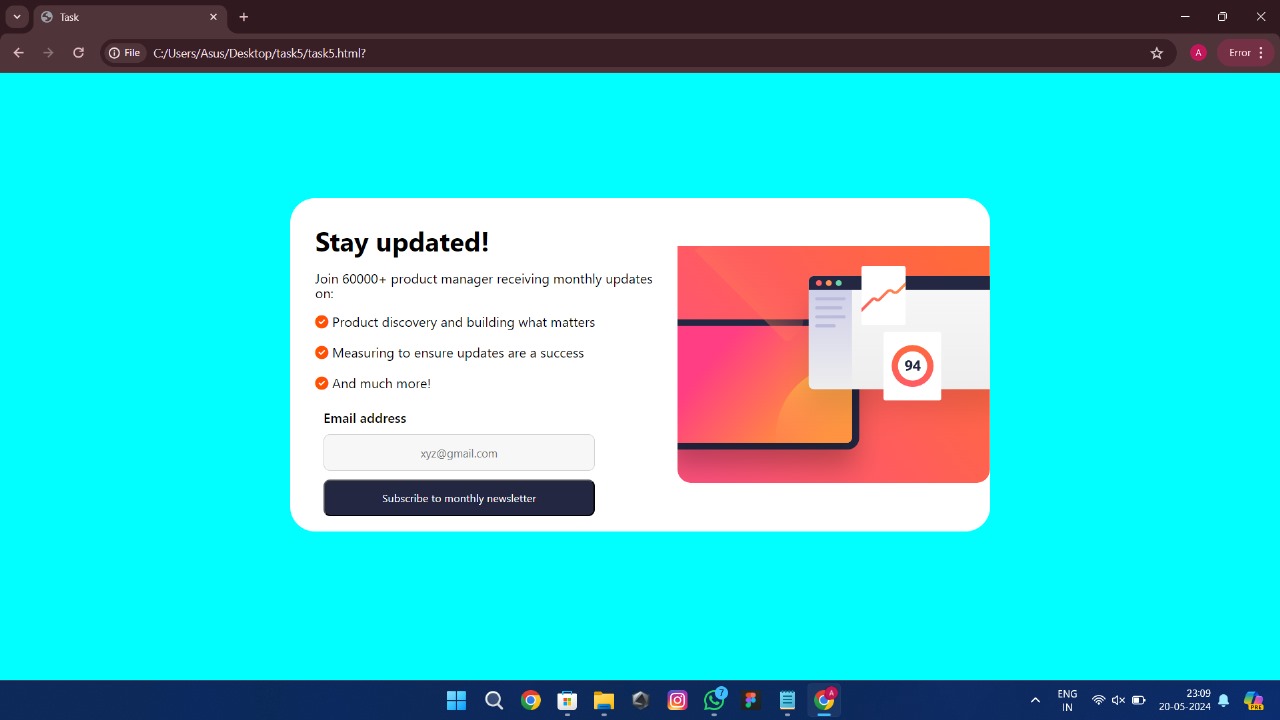 Task
File
C:/Users/Asus/Desktop/task5/task5.html?
A
Error
Stay updated!
Join 60000+ product manager receiving monthly updates
on:
Product discovery and building what matters
Measuring to ensure updates are a success
And much more!
Email address
xyz@gmail.com
Subscribe to monthly newsletter
94
7
A
ENG
IN
23:09
20-05-2024
PRE